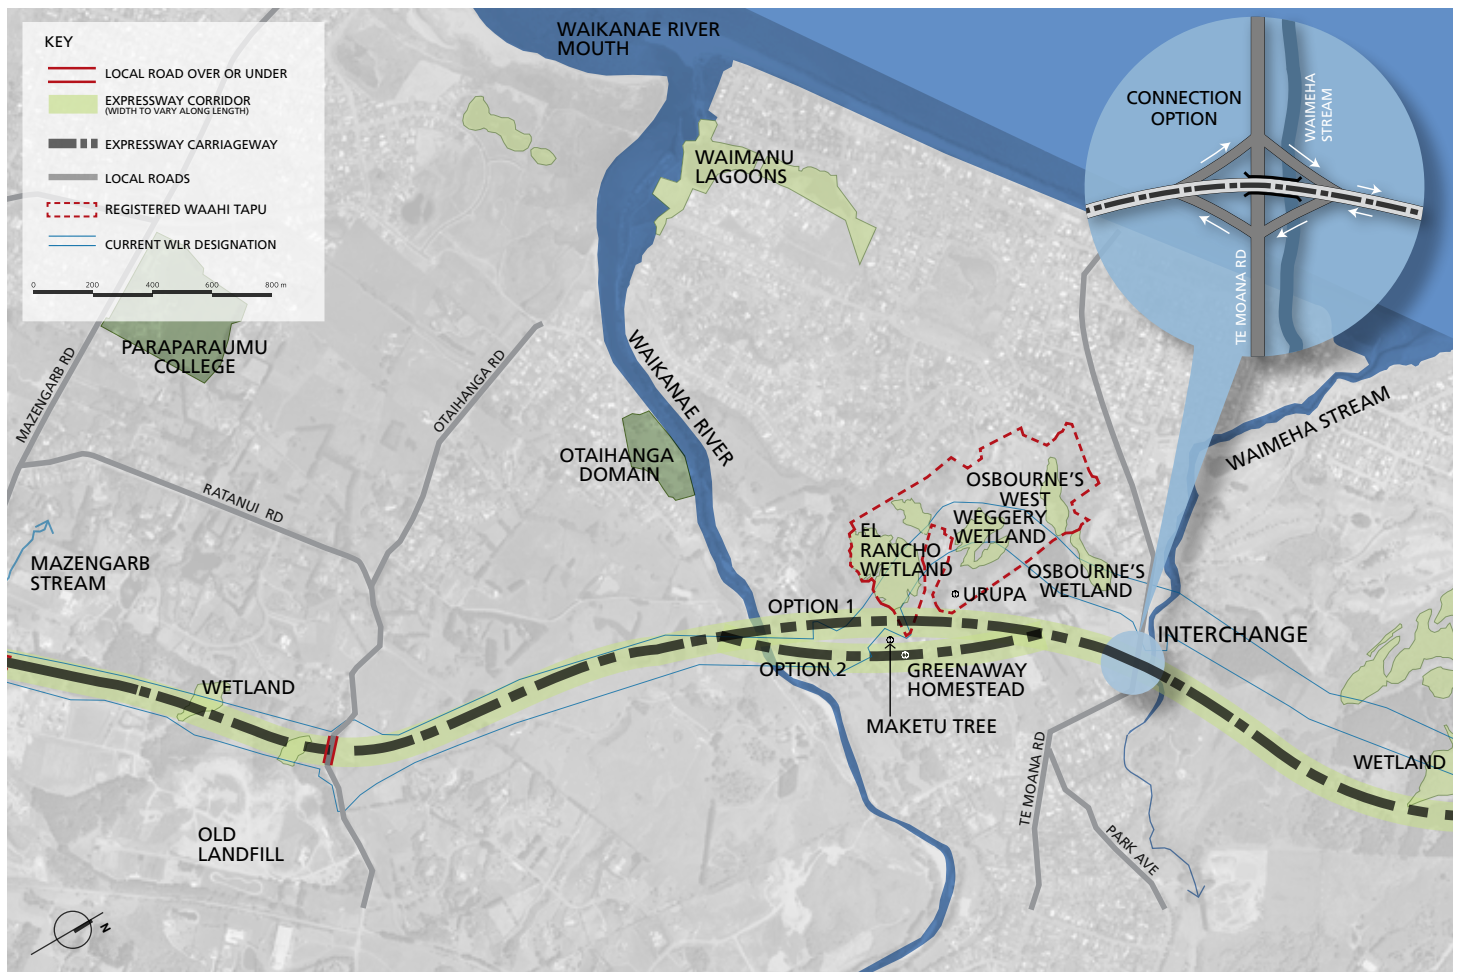 KEY
LOCAL ROAD OVER OR UNDER
EXPRESSWAY CORRIDOR
(WIDTH TO VARY ALONG LENGTH)
EXPRESSWAY CARRIAGEWAY
LOCAL ROADS
REGISTERED WAAHI TAPU
CURRENT WLR DESIGNATION
0 200 400 600 800 m
WAIKANAE RIVER
MOUTH
WAIMANU
LAGOONS
CONNECTION
OPTION
WAIMEHA
STREAM
TE MOANA RD
PARAPARAUMU
COLLEGE
MAZENGARB RD
OTAIHANGA RD
WAIKANAE RIVER
WAIMEHA STREAM
OTAIHANGA
DOMAIN
RATANUI RD
OSBOURNE'S
WEST
WEGGERY
WETLAND
EL
RANCHO
WETLAND
OSBOURNE'S
WETLAND
URUPA
MAZENGARB
STREAM
OPTION 1
OPTION 2
INTERCHANGE
GREENAWAY
HOMESTEAD
MAKETU TREE
WETLAND
WETLAND
TE MOANA RD
PARK AVE
OLD
LANDFILL
N